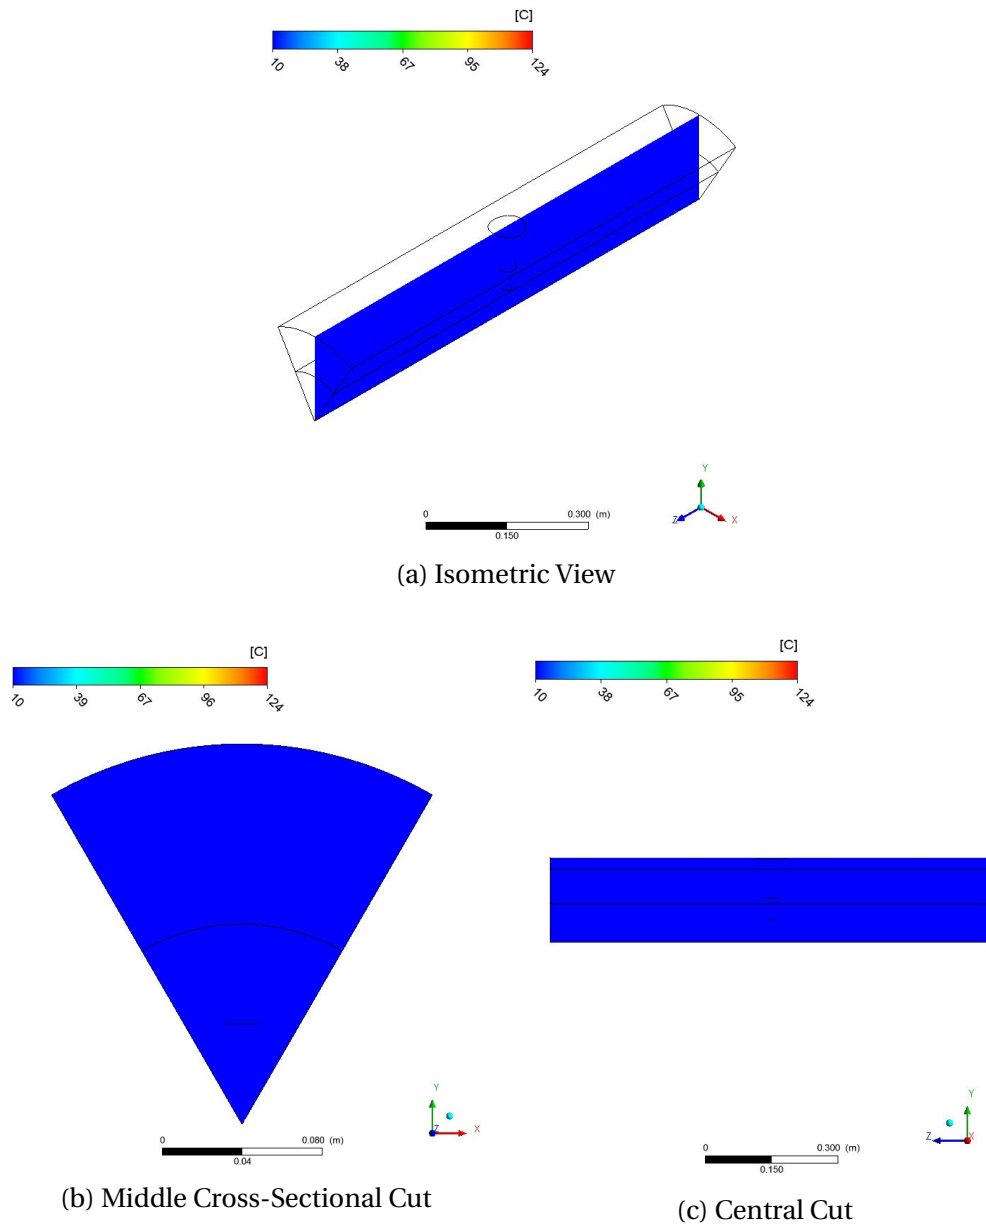 [C]
10 38 67 95 124
Y
Z X
0 0.300 (m)
0.150
(a) Isometric View
[C]
10 39 67 96 124
[C]
10 38 67 95 124
Y
Z X
0 0.080 (m)
0.04
(b) Middle Cross-Sectional Cut
Y
Z X
0 0.300 (m)
0.150
(c) Central Cut